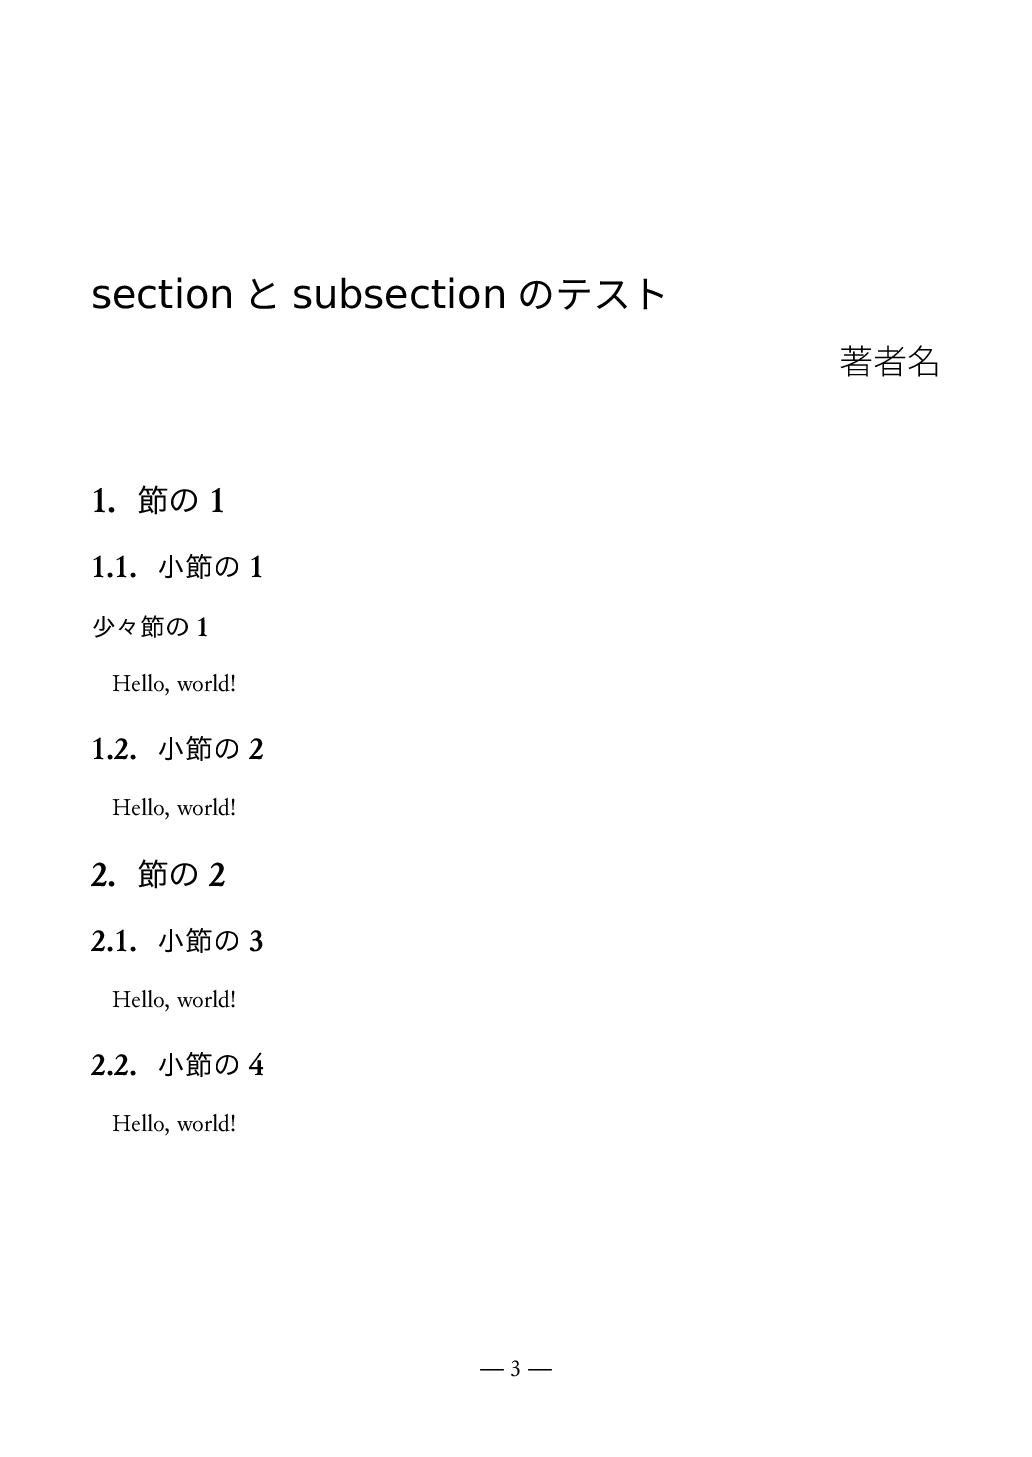 section と subsection のテスト
著者名
1. 節の 1
1.1. 小節の 1
少々節の 1
Hello, world!
1.2. 小節の 2
Hello, world!
2. 節の 2
2.1. 小節の 3
Hello, world!
2.2. 小節の 4
Hello, world!
— 3 —